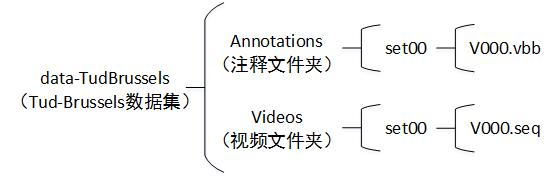 data-TudBrussels
（Tud-Brussels数据集）
Annotations
（注释文件夹）
set00
V000.vbb
Videos
（视频文件夹）
set00
V000.seq